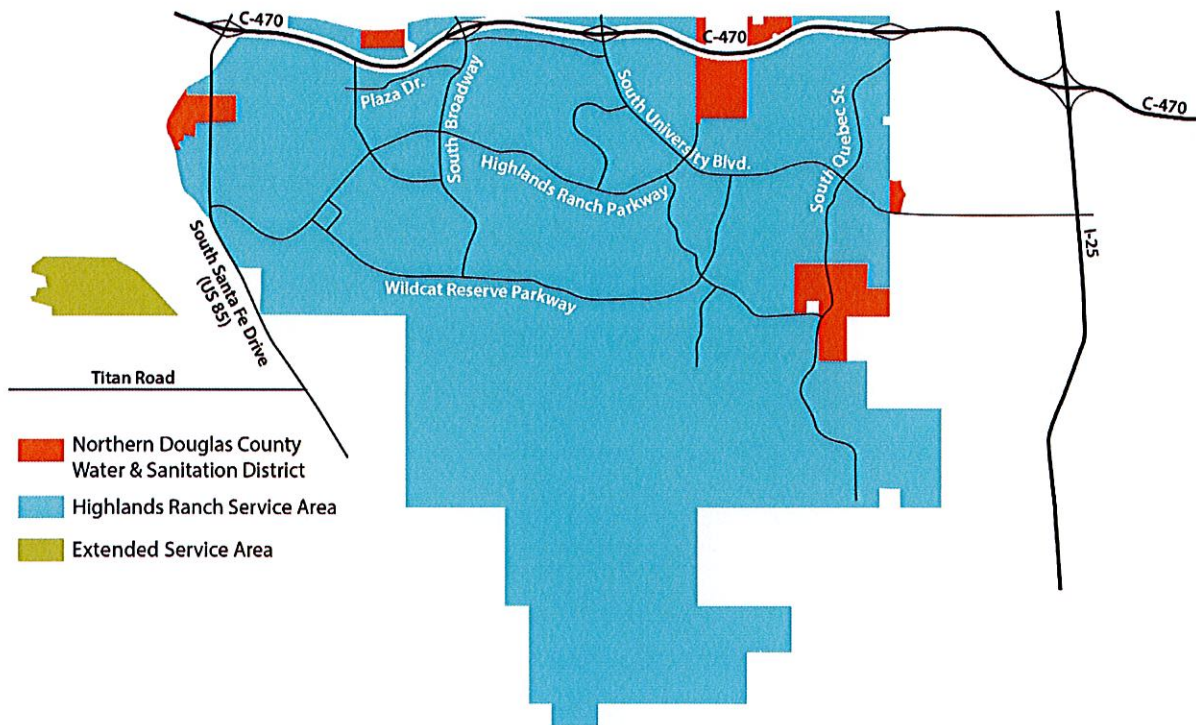 C-470
C-470
C-470
Plaza Dr.
South Broadway
South University Blvd.
South Quebec St.
Highlands Ranch Parkway
I-25
South Santa Fe Drive
(US 85)
Wildcat Reserve Parkway
Titan Road
Northern Douglas County
Water & Sanitation District
Highlands Ranch Service Area
Extended Service Area